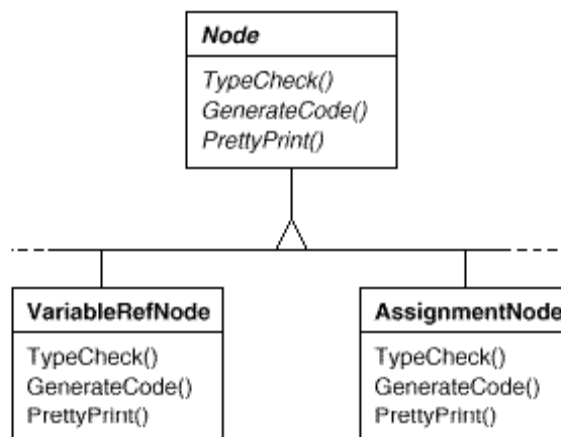 Node
TypeCheck()
GenerateCode()
PrettyPrint()
VariableRefNode
TypeCheck()
GenerateCode()
PrettyPrint()
AssignmentNode
TypeCheck()
GenerateCode()
PrettyPrint()